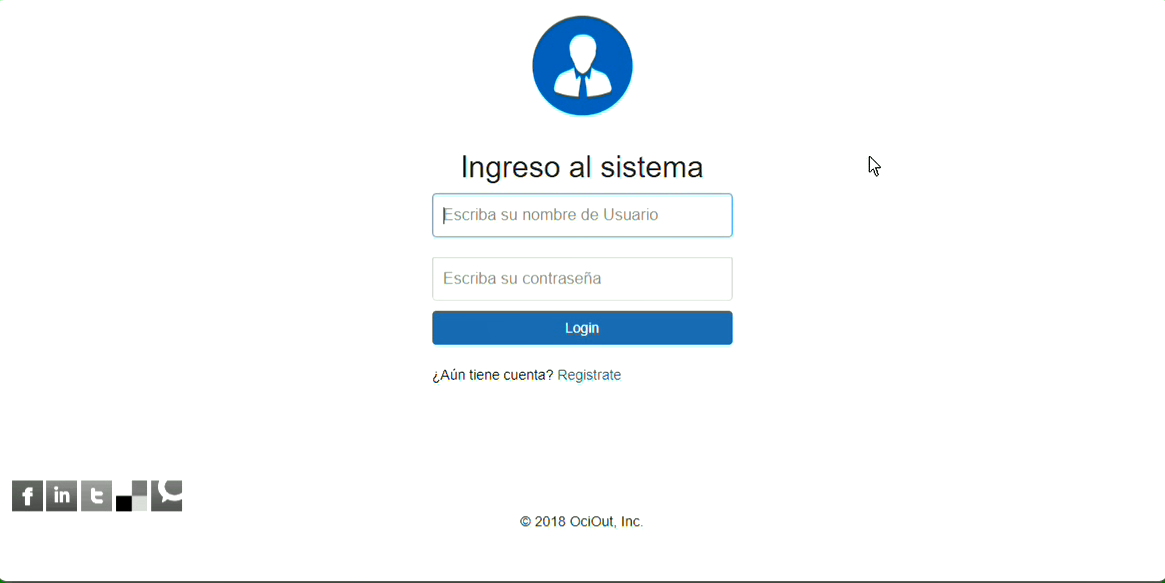 Ingreso al sistema
Escriba su nombre de Usuario
Escriba su contraseña
Login
¿Aún tiene cuenta? Registrate
f in t
© 2018 OciOut, Inc.